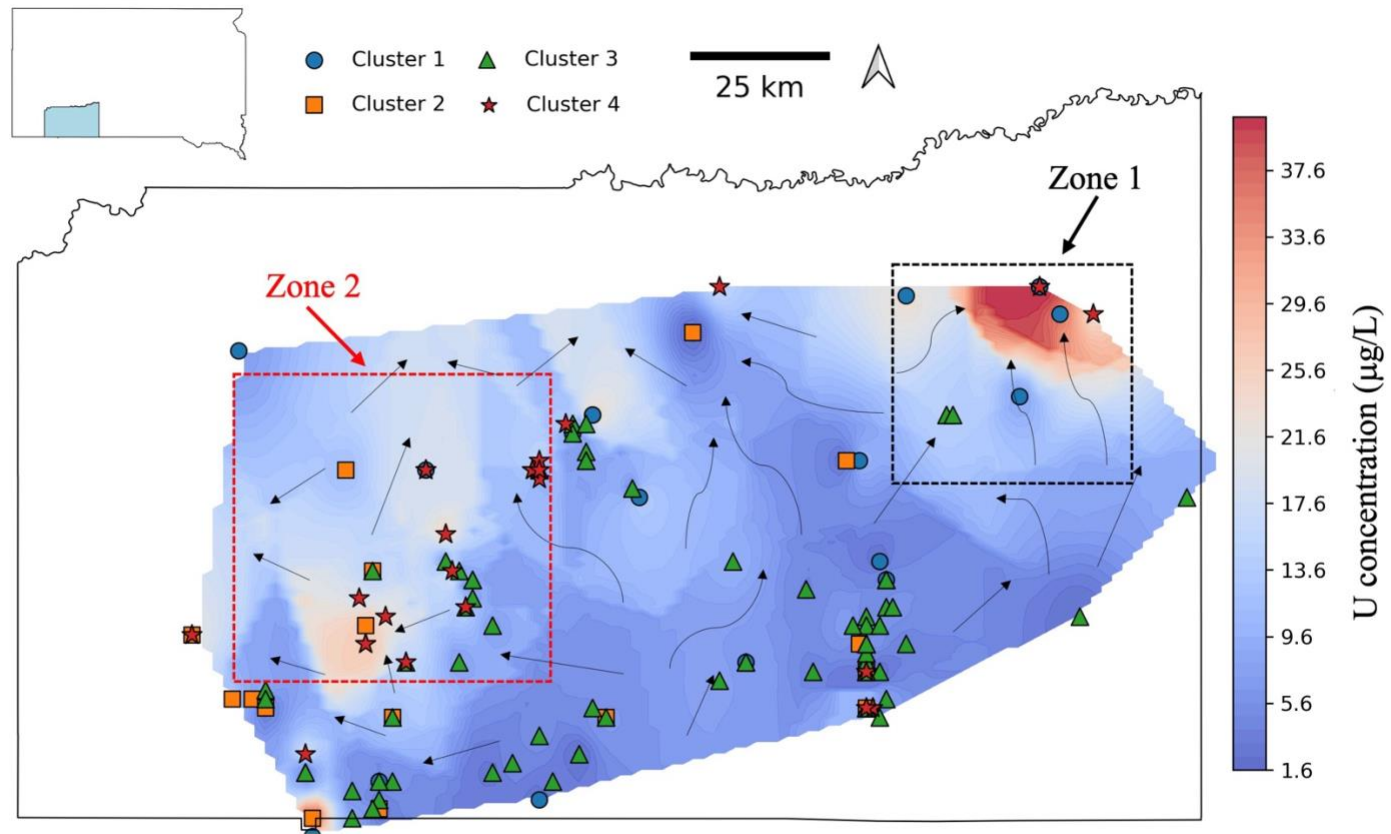 Cluster 1
Cluster 3
Cluster 2
Cluster 4
25 km
Zone 1
Zone 2
37.6
33.6
29.6
25.6
21.6
17.6
13.6
9.6
5.6
1.6
U concentration (µg/L)